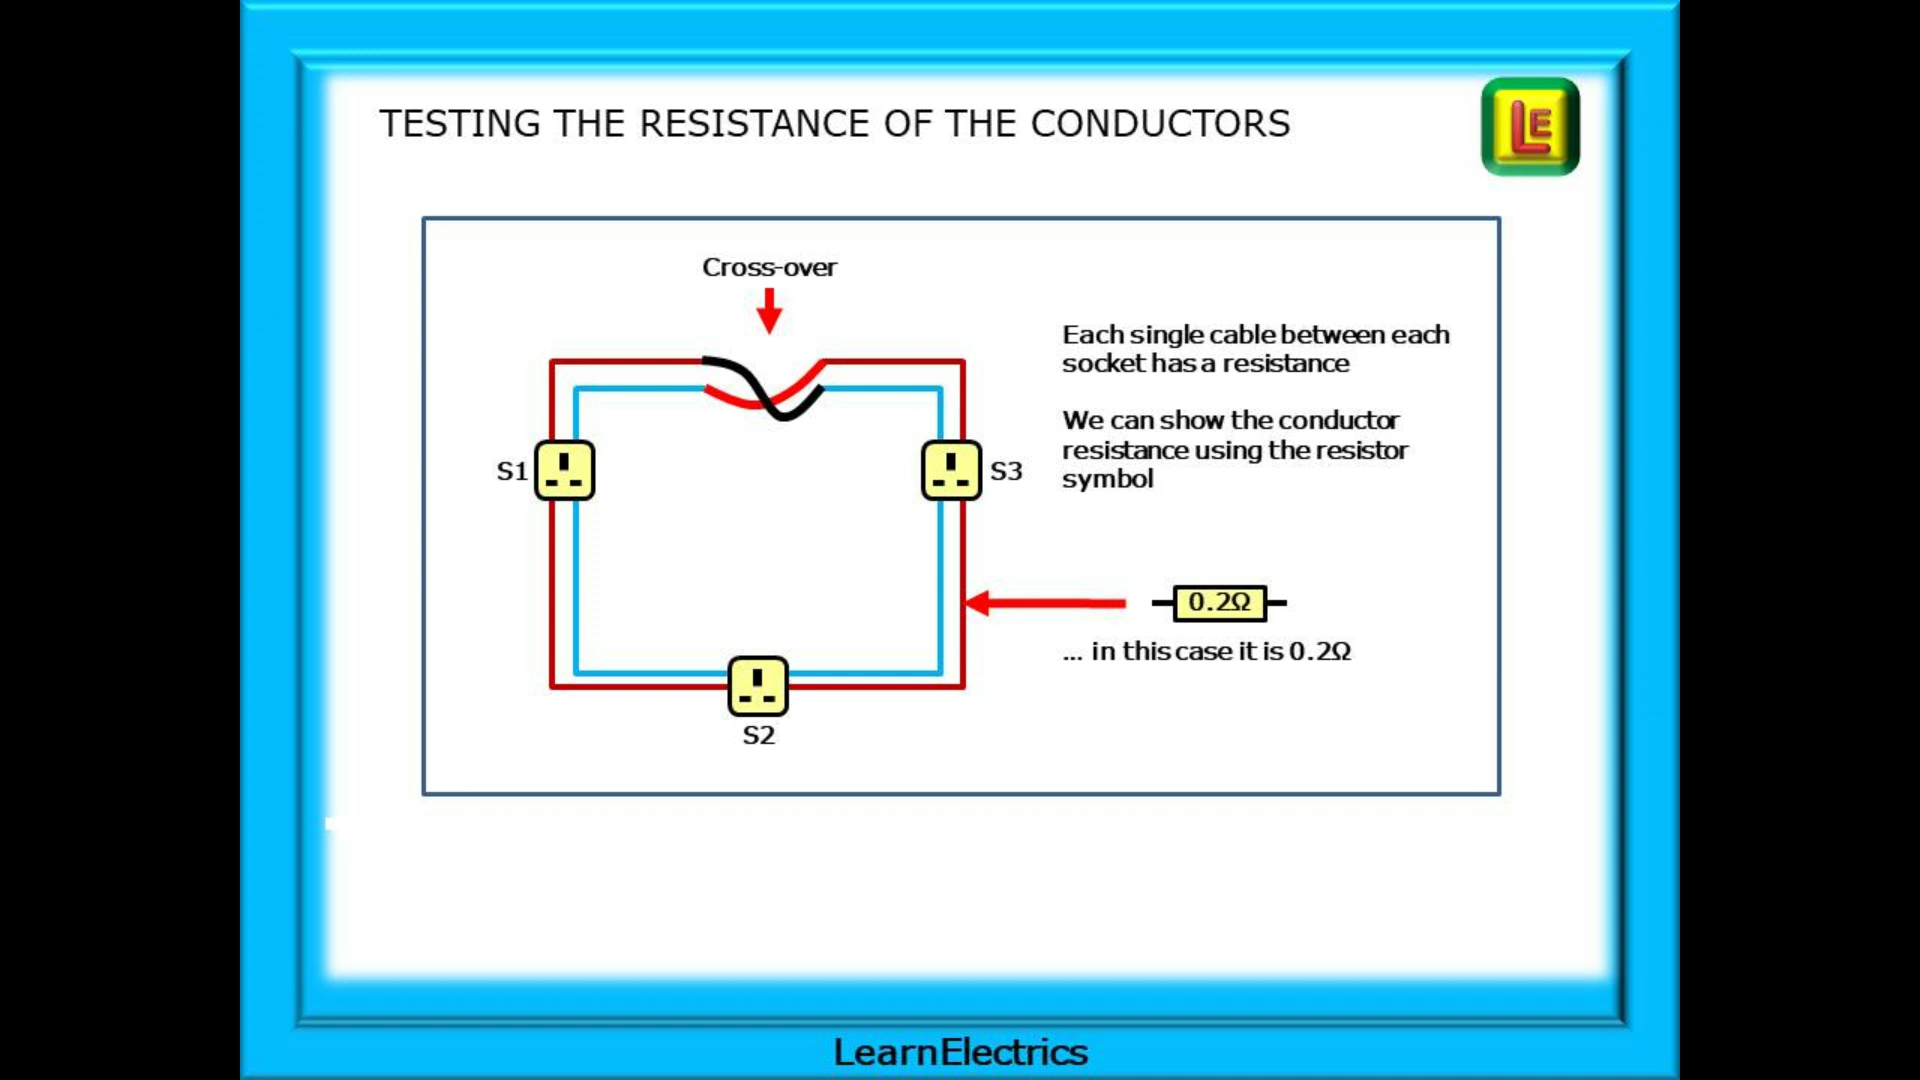 TESTING THE RESISTANCE OF THE CONDUCTORS
LE
Cross-over
Each single cable between each
socket has a resistance
We can show the conductor
resistance using the resistor
symbol
S1
S3
0.2Ω
... in this case it is 0.2Ω
S2
LearnElectrics